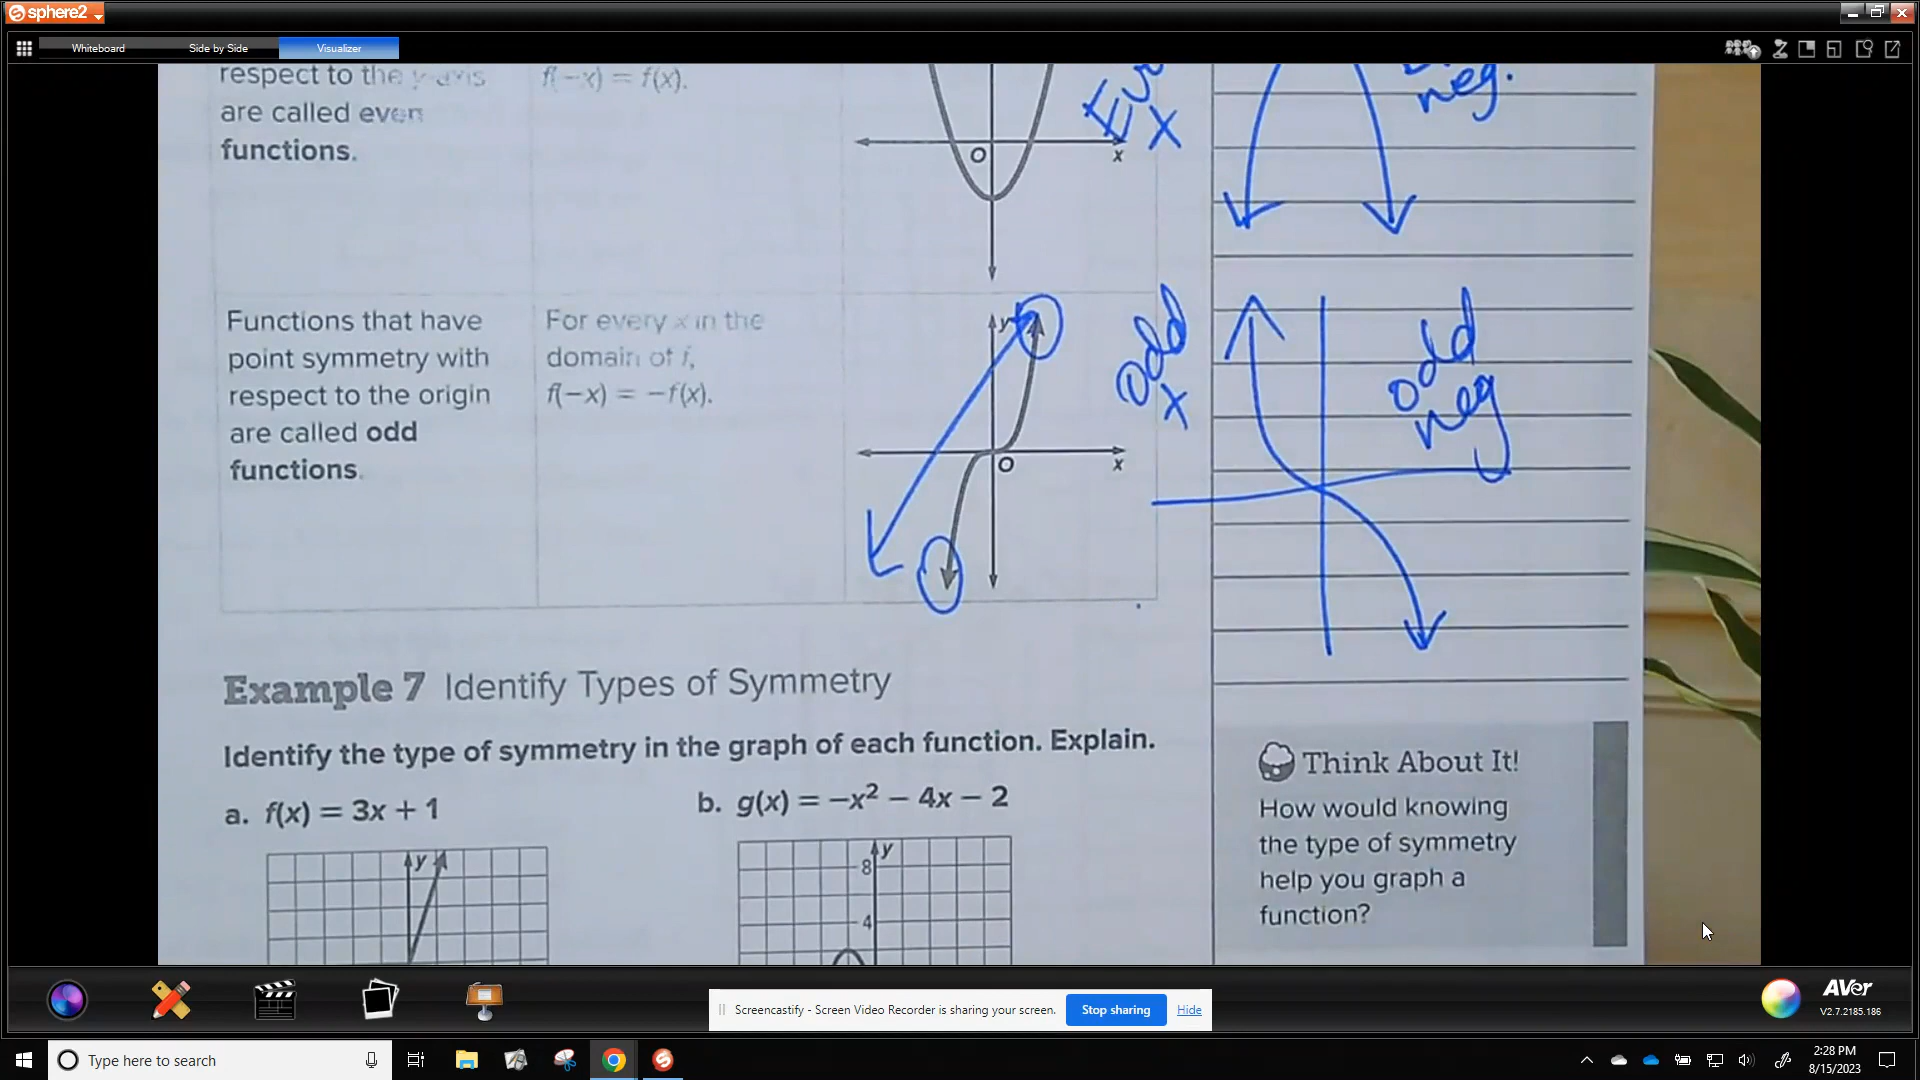 sphere2
Whiteboard
Side by Side
Visualizer
respect to the y-axis
are called even
functions.
f(−x) = f(x).
O
x
x
neg.
Functions that have
point symmetry with
respect to the origin
are called odd
functions.
For every x in the
domain of f,
f(−x) = −f(x).
y
O
x
odd
x
odd
neg
Example 7 Identify Types of Symmetry
Identify the type of symmetry in the graph of each function. Explain.
a. f(x) = 3x + 1
b. g(x) = −x² − 4x − 2
y
y
8
4
Think About It!
How would knowing
the type of symmetry
help you graph a
function?
Screencastify - Screen Video Recorder is sharing your screen.
Stop sharing
Hide
AVer
V2.7.2185.186
Type here to search
2:28 PM
8/15/2023